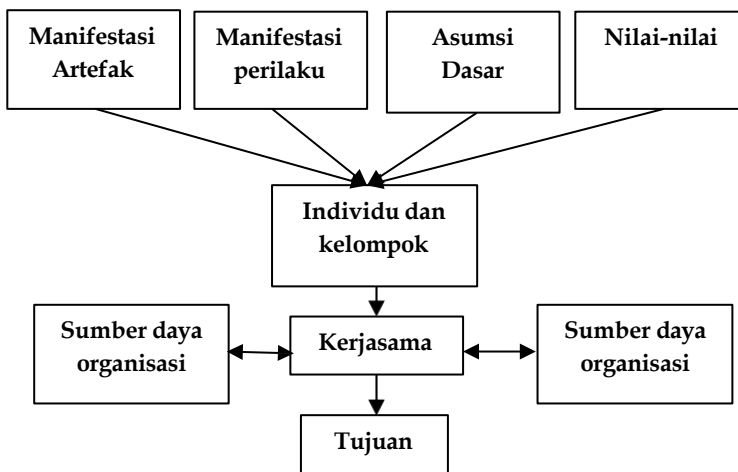 Manifestasi
Artefak
Manifestasi
perilaku
Asumsi
Dasar
Nilai-nilai
Individu dan
kelompok
Sumber daya
organisasi
Kerjasama
Sumber daya
organisasi
Tujuan